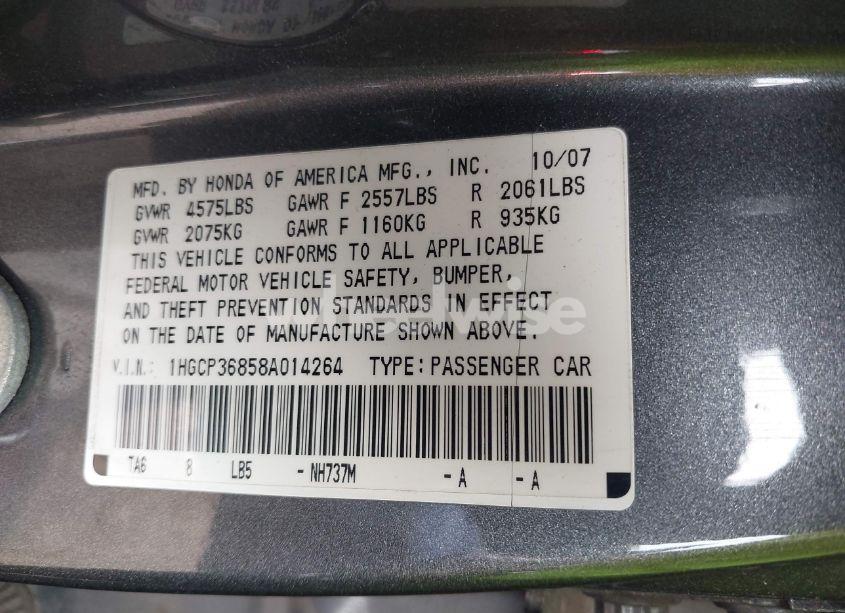 MFD. BY HONDA OF AMERICA MFG., INC. 10/07
GVWR 4575LBS GAWR F 2557LBS R 2061LBS
GVWR 2075KG GAWR F 1160KG R 935KG
THIS VEHICLE CONFORMS TO ALL APPLICABLE
FEDERAL MOTOR VEHICLE SAFETY, BUMPER,
AND THEFT PREVENTION STANDARDS IN EFFECT
ON THE DATE OF MANUFACTURE SHOWN ABOVE.
V.I.N.: 1HGCP36858A014264 TYPE: PASSENGER CAR
TA6 8 LB5 - NH737M - A - A